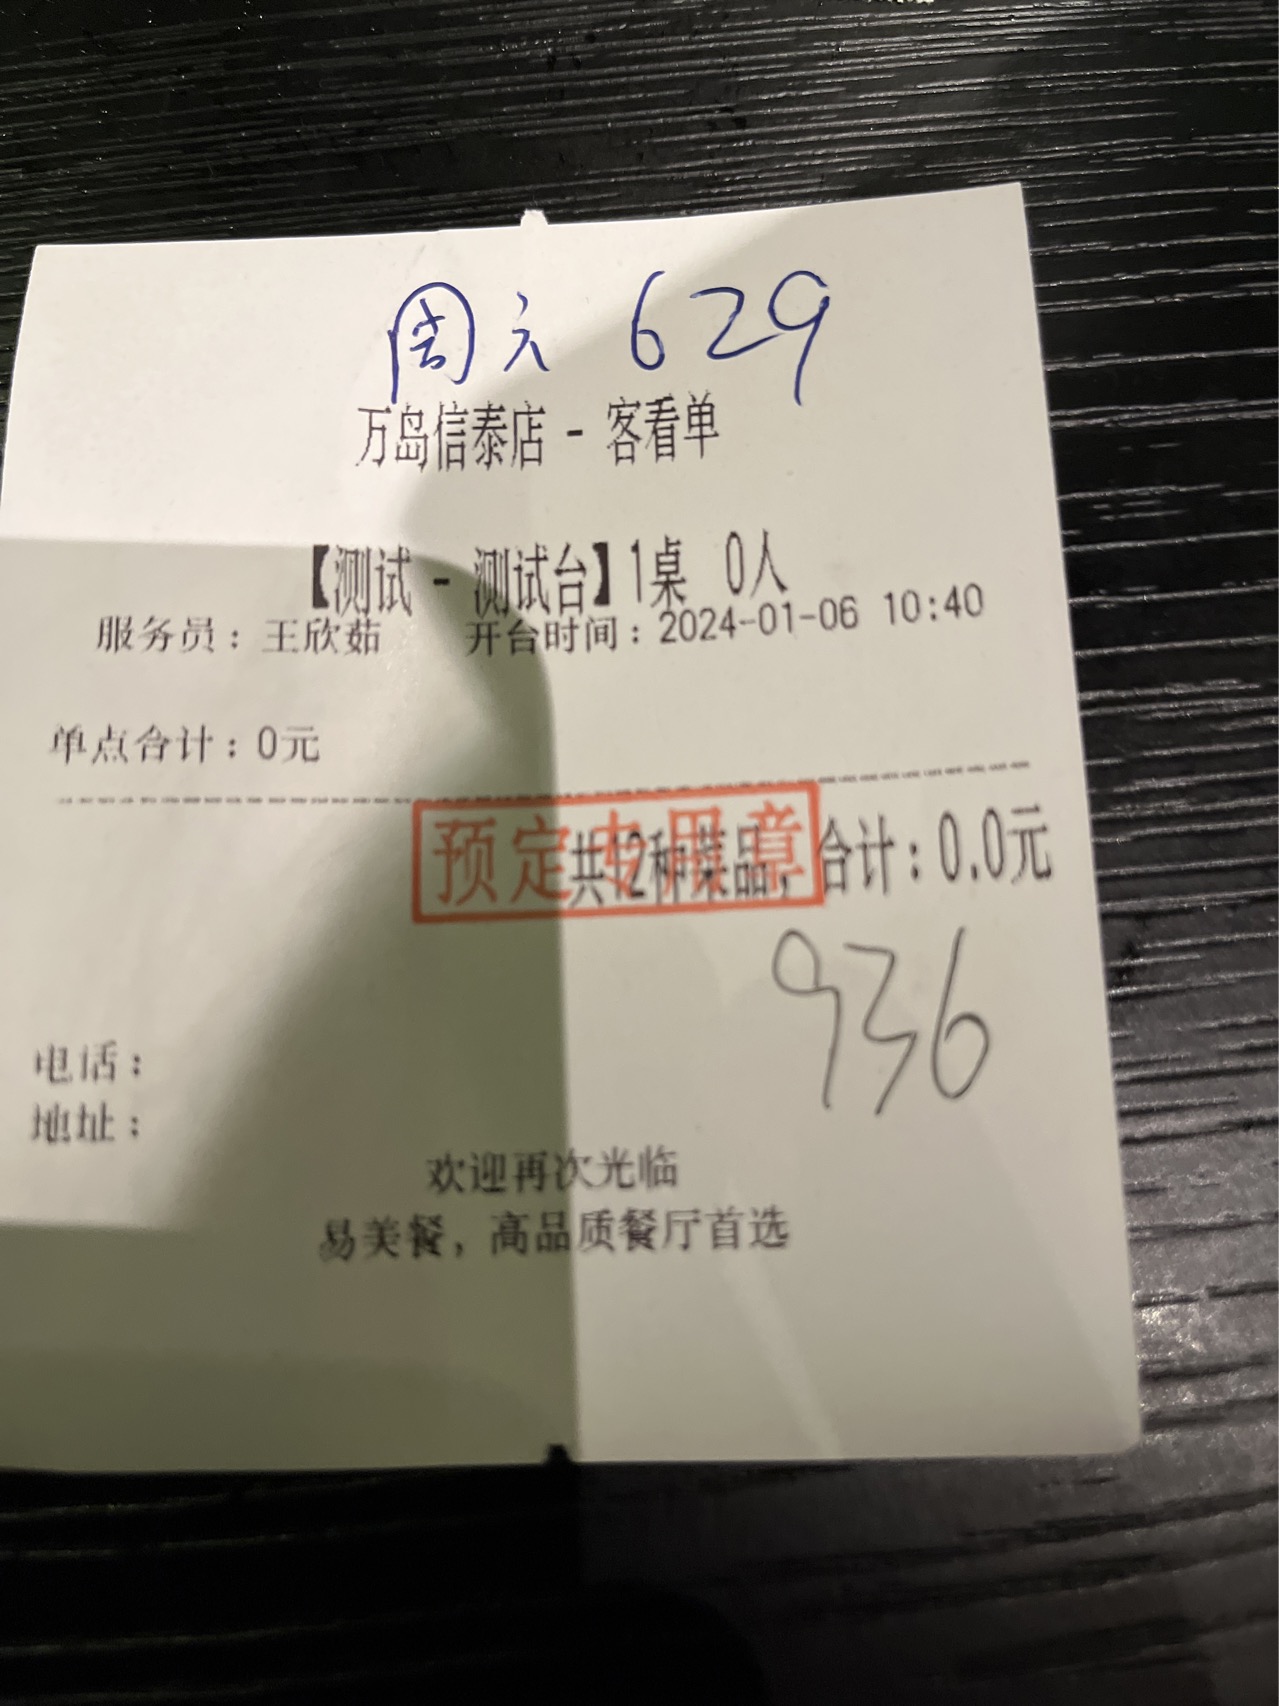 周六 629
万岛信泰店 - 客看单
【测试 - 测试台】1桌 0人
服务员：王欣茹 开台时间：2024-01-06 10:40
单点合计：0元
预定专用章
共12种菜品，合计：0.0元
936
电话：
地址：
欢迎再次光临
易美餐，高品质餐厅首选